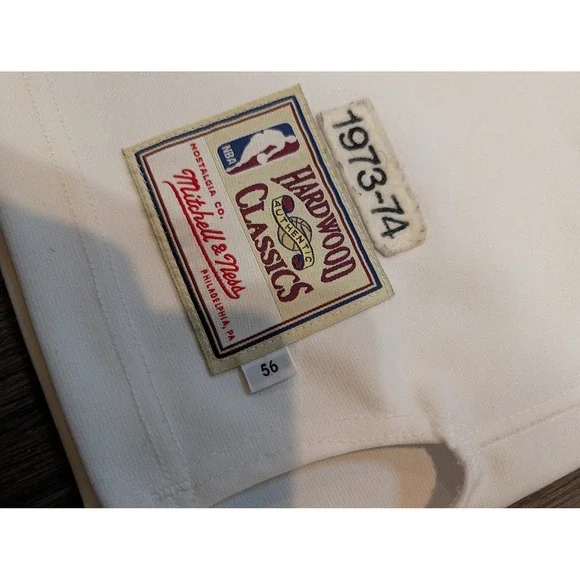 1973-74
NBA
HARDWOOD
AUTHENTIC
CLASSICS
NOSTALGIA CO.
Mitchell & Ness
PHILADELPHIA, PA
56